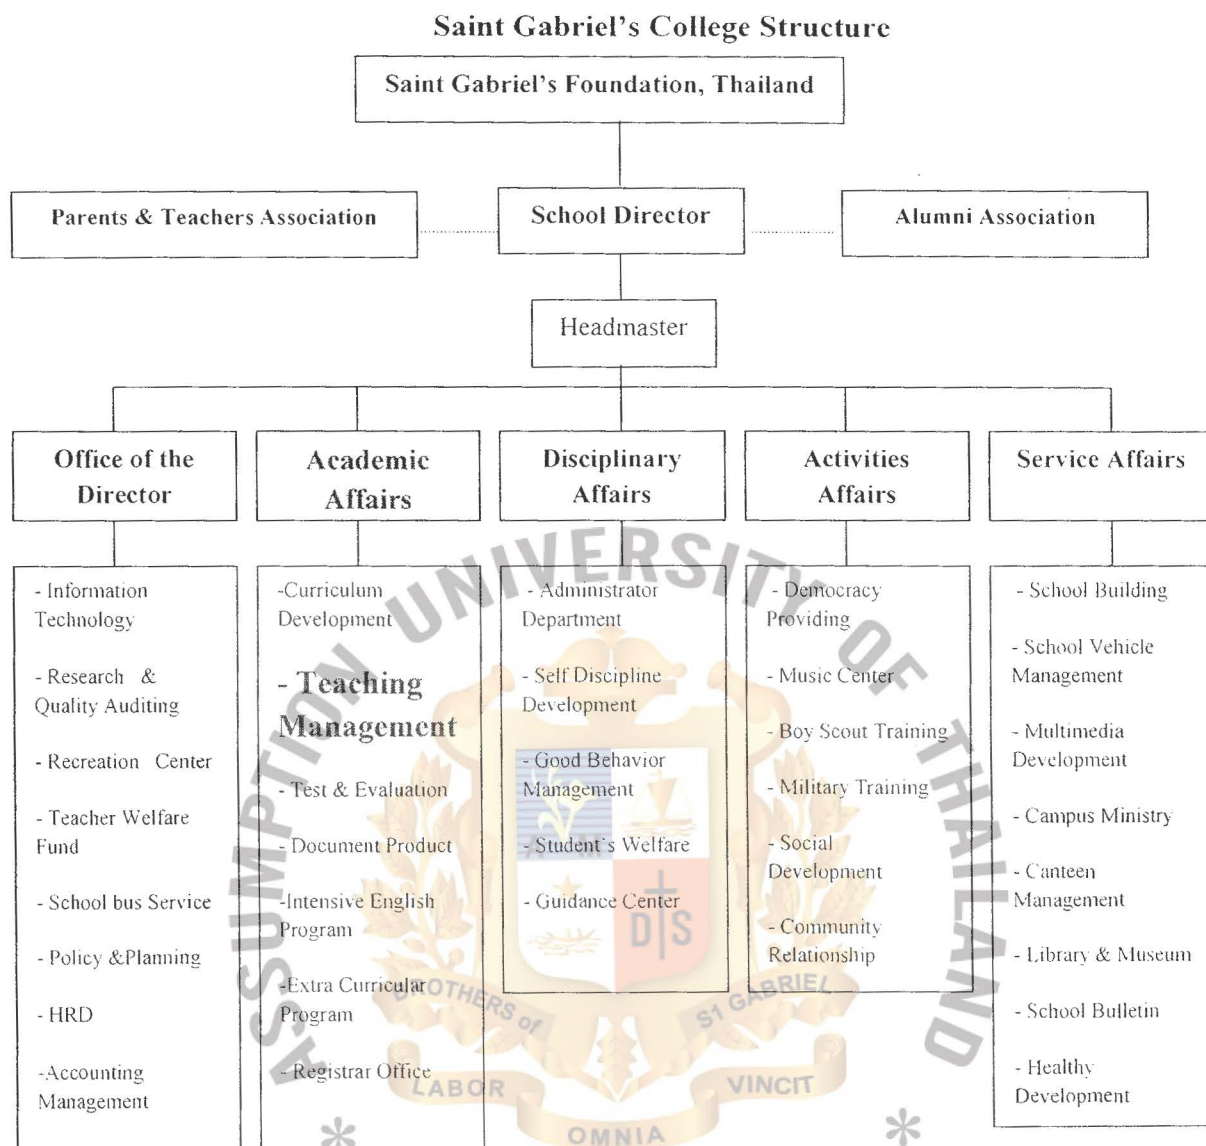 Saint Gabriel's College Structure
Saint Gabriel's Foundation, Thailand
Parents & Teachers Association
School Director
Alumni Association
Headmaster
Office of the
Director
Academic
Affairs
Disciplinary
Affairs
Activities
Affairs
Service Affairs
- Information
Technology
- Research & 
Quality Auditing
- Recreation Center
- Teacher Welfare
Fund
- School bus Service
- Policy &Planning
- HRD
-Accounting
Management
-Curriculum
Development
- Teaching
Management
- Test & Evaluation
- Document Product
-Intensive English
Program
-Extra Curricular
Program
- Registrar Office
- Administrator
Department
- Self Discipline
Development
- Good Behavior
Management
- Student`s Welfare
- Guidance Center
- Democracy
Providing
- Music Center
- Boy Scout Training
- Military Training
- Social
Development
- Community
Relationship
- School Building
- School Vehicle
Management
- Multimedia
Development
- Campus Ministry
- Canteen
Management
- Library & Museum
- School Bulletin
- Healthy
Development
ASSUMPTION UNIVERSITY OF THAILAND
A M
D S
BROTHERS of
ST GABRIEL
LABOR
OMNIA
VINCIT
* *